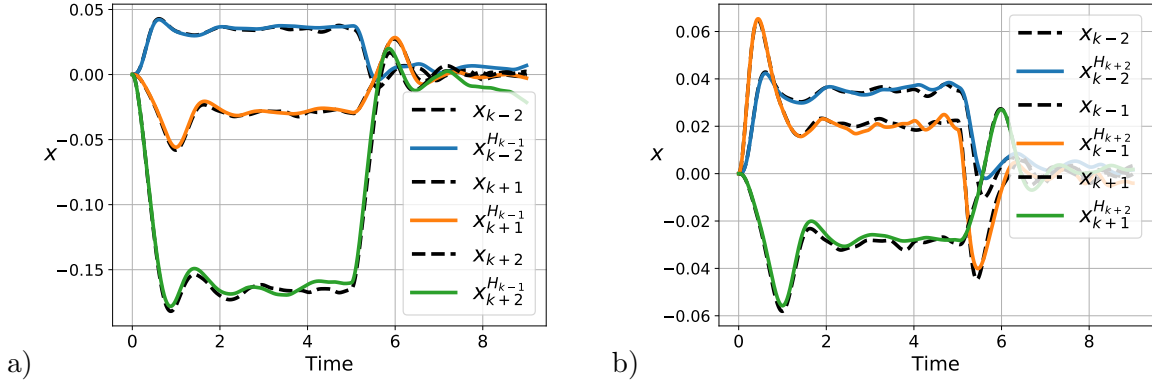 0.05
0.00
−0.05
−0.10
−0.15
x
0 2 4 6 8
Time
x_{k−2}
x_{k−2}^{H_{k−1}}
x_{k+1}
x_{k+1}^{H_{k−1}}
x_{k+2}
x_{k+2}^{H_{k−1}}
a)
0.06
0.04
0.02
0.00
−0.02
−0.04
−0.06
x
0 2 4 6 8
Time
x_{k−2}
x_{k−2}^{H_{k+2}}
x_{k−1}
x_{k−1}^{H_{k+2}}
x_{k+1}
x_{k+1}^{H_{k+2}}
b)